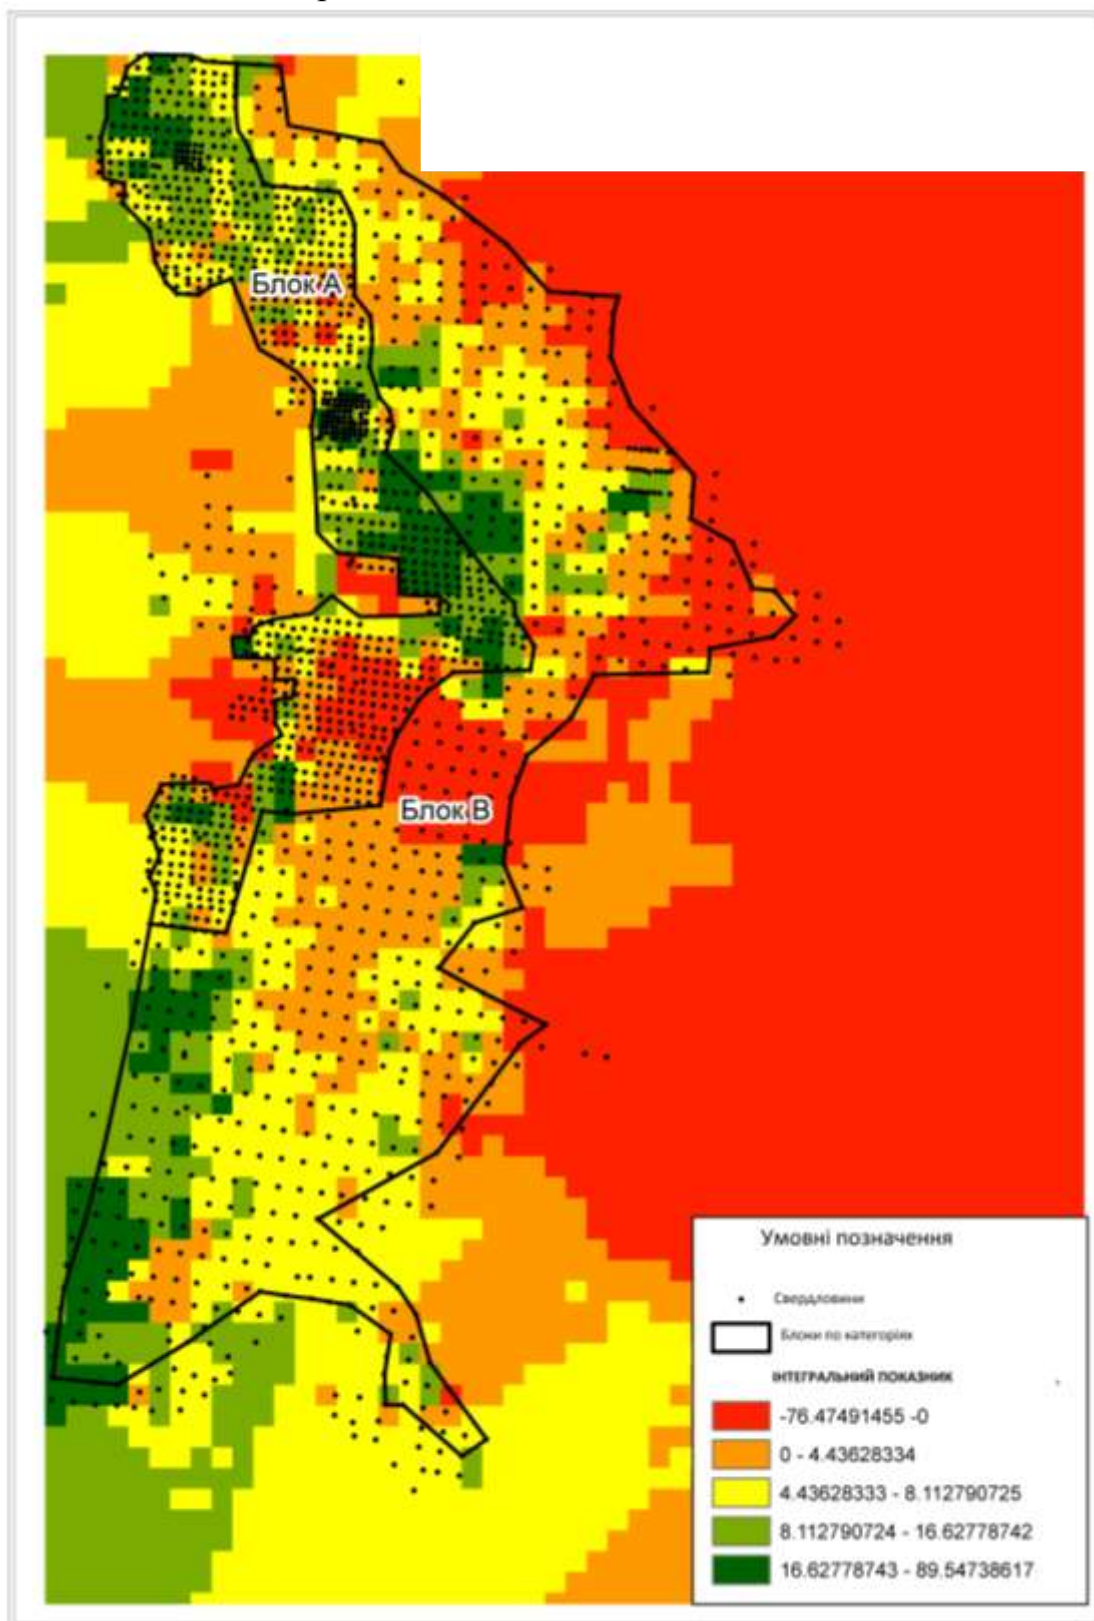 Блок А
Блок В
Умовні позначення
Свердловини
Блоки по категоріях
ІНТЕГРАЛЬНИЙ ПОКАЗНИК
-76.47491455 -0
0 - 4.43628334
4.43628333 - 8.112790725
8.112790724 - 16.62778742
16.62778743 - 89.54738617